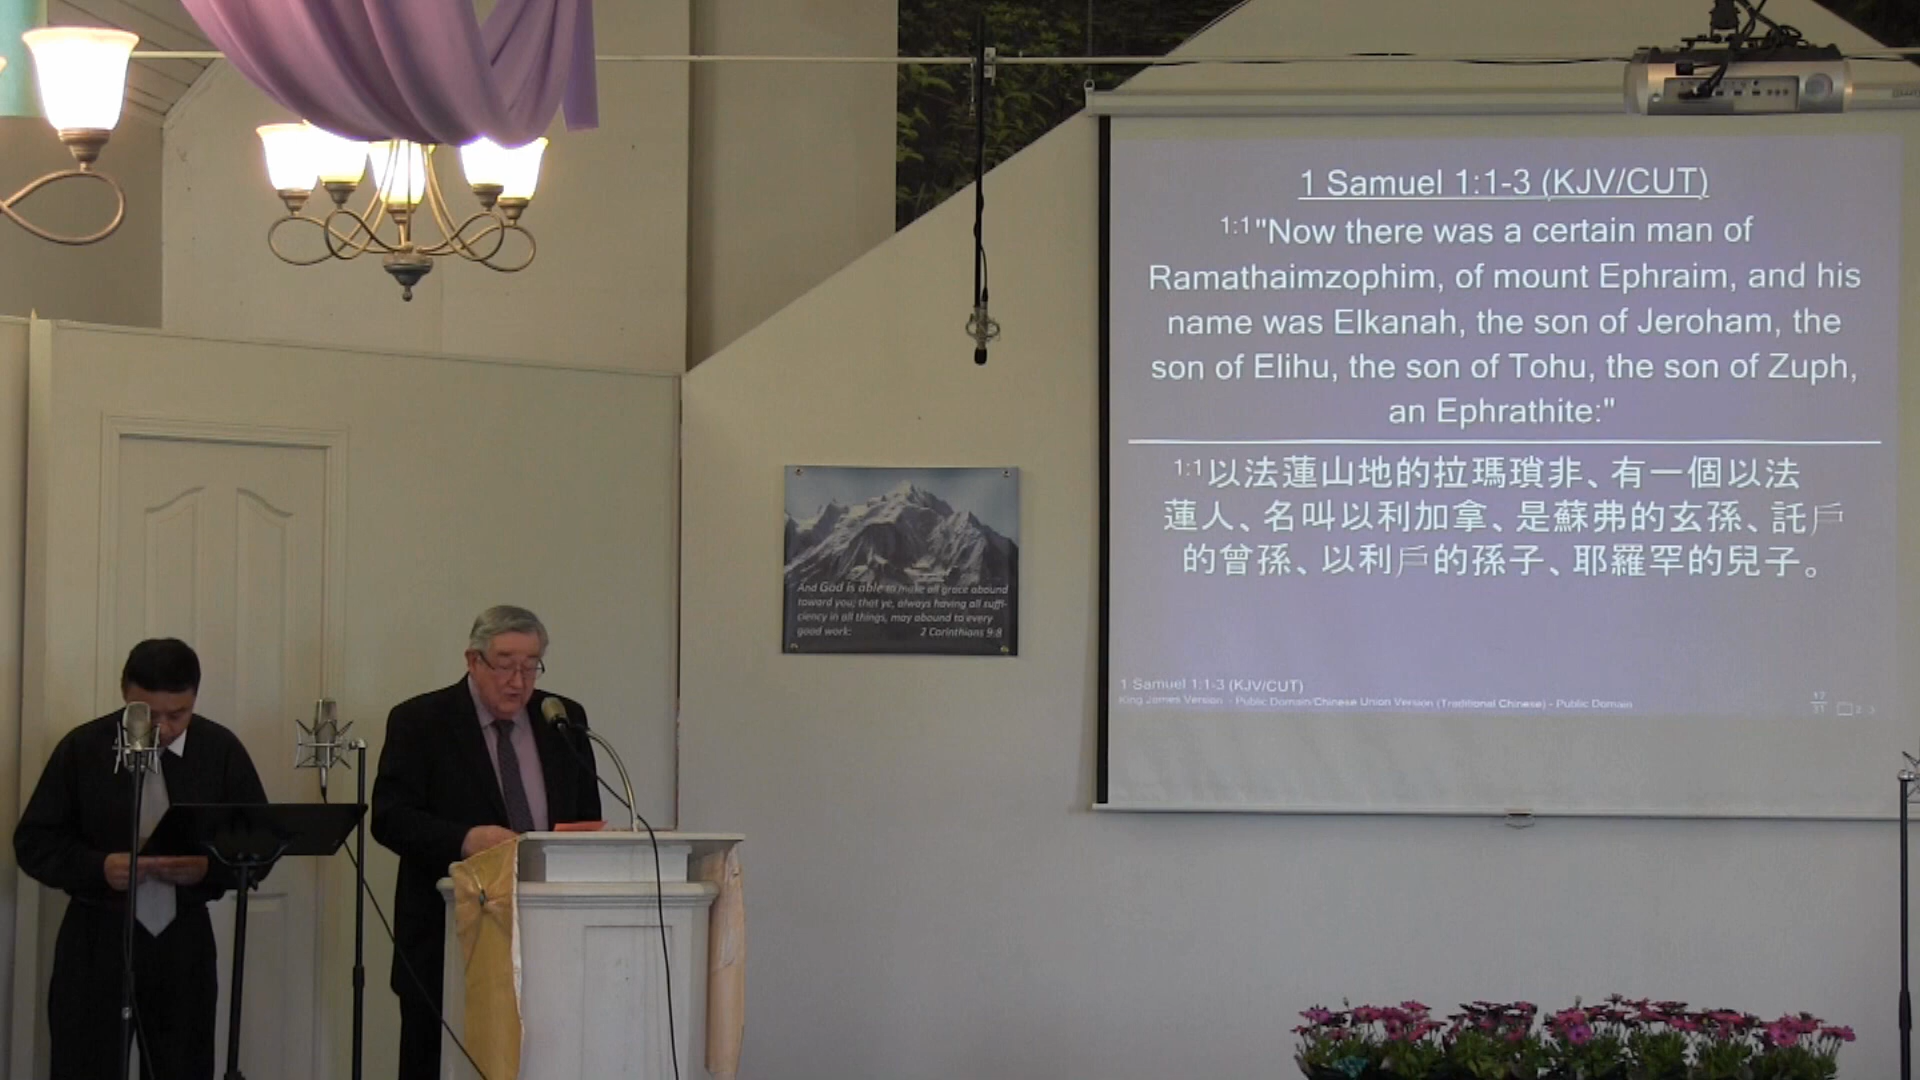 1 Samuel 1:1-3 (KJV/CUT)
1:1"Now there was a certain man of
Ramathaimzophim, of mount Ephraim, and his
name was Elkanah, the son of Jeroham, the
son of Elihu, the son of Tohu, the son of Zuph,
an Ephrathite:"
1:1以法蓮山地的拉瑪瑣非、有一個以法
蓮人、名叫以利加拿、是蘇弗的玄孫、託戶
的曾孫、以利戶的孫子、耶羅罕的兒子。
1 Samuel 1:1-3 (KJV/CUT)
King James Version - Public Domain/Chinese Union Version (Traditional Chinese) - Public Domain
And God is able to make all grace abound
toward you; that ye, always having all suffi-
ciency in all things, may abound to every
good work: 2 Corinthians 9:8